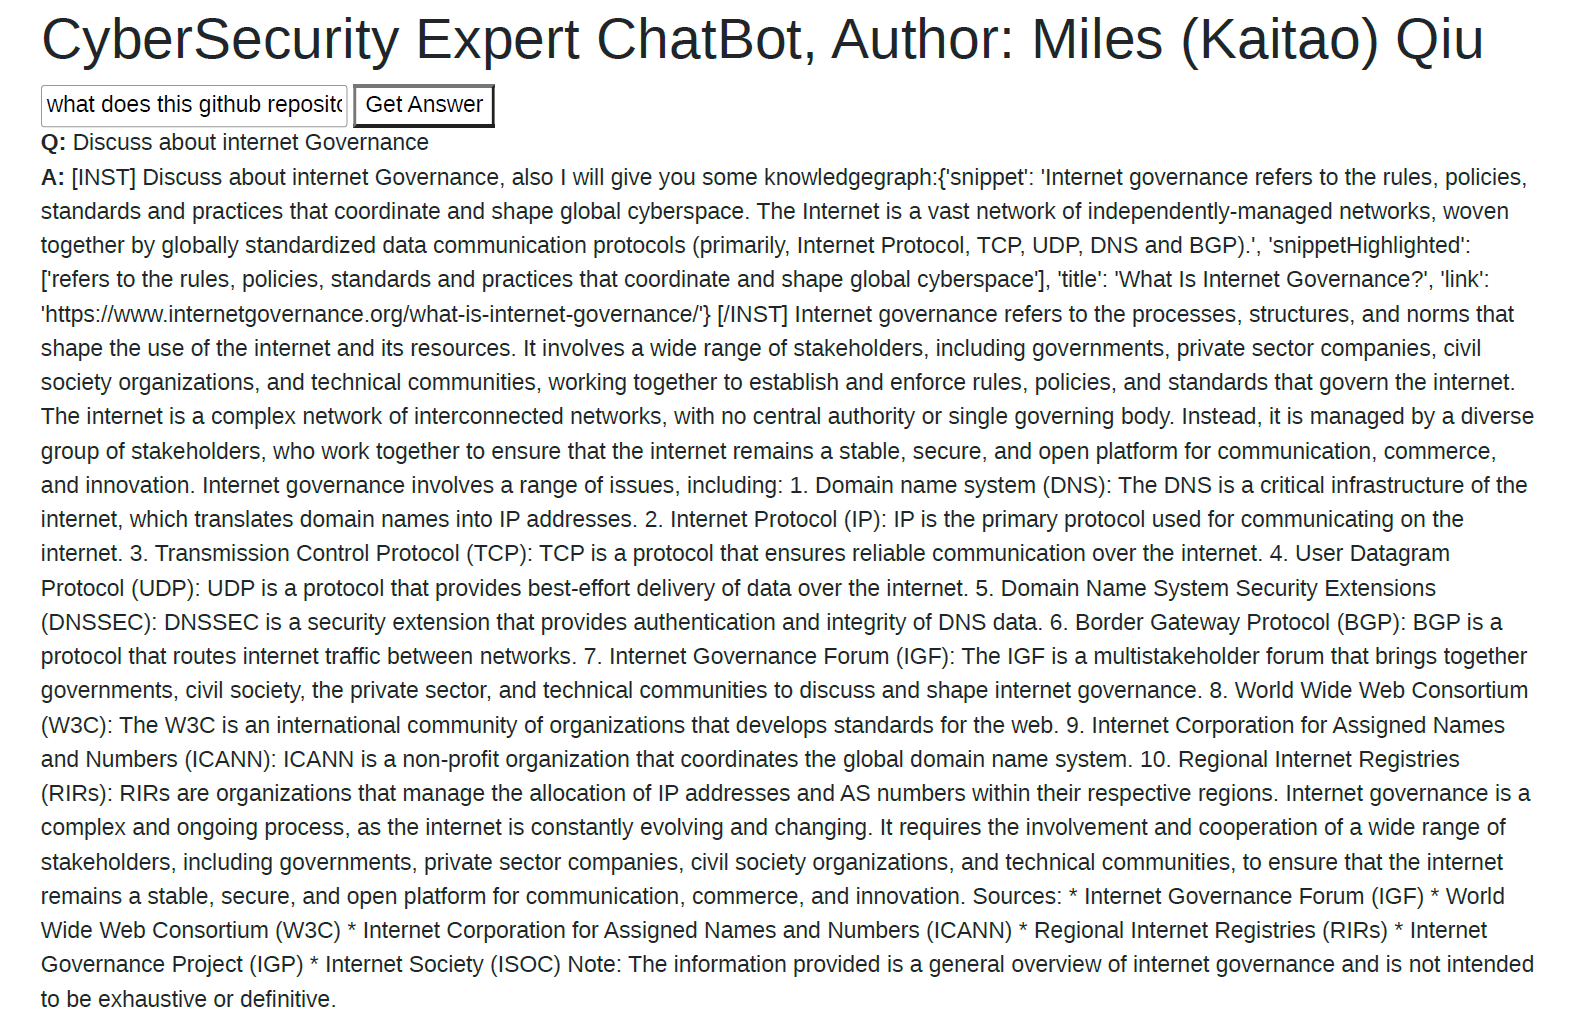 CyberSecurity Expert ChatBot, Author: Miles (Kaitao) Qiu
what does this github reposito Get Answer
Q: Discuss about internet Governance
A: [INST] Discuss about internet Governance, also I will give you some knowledgegraph:{'snippet': 'Internet governance refers to the rules, policies,
standards and practices that coordinate and shape global cyberspace. The Internet is a vast network of independently-managed networks, woven
together by globally standardized data communication protocols (primarily, Internet Protocol, TCP, UDP, DNS and BGP).', 'snippetHighlighted':
['refers to the rules, policies, standards and practices that coordinate and shape global cyberspace'], 'title': 'What Is Internet Governance?', 'link':
'https://www.internetgovernance.org/what-is-internet-governance/'} [/INST] Internet governance refers to the processes, structures, and norms that
shape the use of the internet and its resources. It involves a wide range of stakeholders, including governments, private sector companies, civil
society organizations, and technical communities, working together to establish and enforce rules, policies, and standards that govern the internet.
The internet is a complex network of interconnected networks, with no central authority or single governing body. Instead, it is managed by a diverse
group of stakeholders, who work together to ensure that the internet remains a stable, secure, and open platform for communication, commerce,
and innovation. Internet governance involves a range of issues, including: 1. Domain name system (DNS): The DNS is a critical infrastructure of the
internet, which translates domain names into IP addresses. 2. Internet Protocol (IP): IP is the primary protocol used for communicating on the
internet. 3. Transmission Control Protocol (TCP): TCP is a protocol that ensures reliable communication over the internet. 4. User Datagram
Protocol (UDP): UDP is a protocol that provides best-effort delivery of data over the internet. 5. Domain Name System Security Extensions
(DNSSEC): DNSSEC is a security extension that provides authentication and integrity of DNS data. 6. Border Gateway Protocol (BGP): BGP is a
protocol that routes internet traffic between networks. 7. Internet Governance Forum (IGF): The IGF is a multistakeholder forum that brings together
governments, civil society, the private sector, and technical communities to discuss and shape internet governance. 8. World Wide Web Consortium
(W3C): The W3C is an international community of organizations that develops standards for the web. 9. Internet Corporation for Assigned Names
and Numbers (ICANN): ICANN is a non-profit organization that coordinates the global domain name system. 10. Regional Internet Registries
(RIRs): RIRs are organizations that manage the allocation of IP addresses and AS numbers within their respective regions. Internet governance is a
complex and ongoing process, as the internet is constantly evolving and changing. It requires the involvement and cooperation of a wide range of
stakeholders, including governments, private sector companies, civil society organizations, and technical communities, to ensure that the internet
remains a stable, secure, and open platform for communication, commerce, and innovation. Sources: * Internet Governance Forum (IGF) * World
Wide Web Consortium (W3C) * Internet Corporation for Assigned Names and Numbers (ICANN) * Regional Internet Registries (RIRs) * Internet
Governance Project (IGP) * Internet Society (ISOC) Note: The information provided is a general overview of internet governance and is not intended
to be exhaustive or definitive.